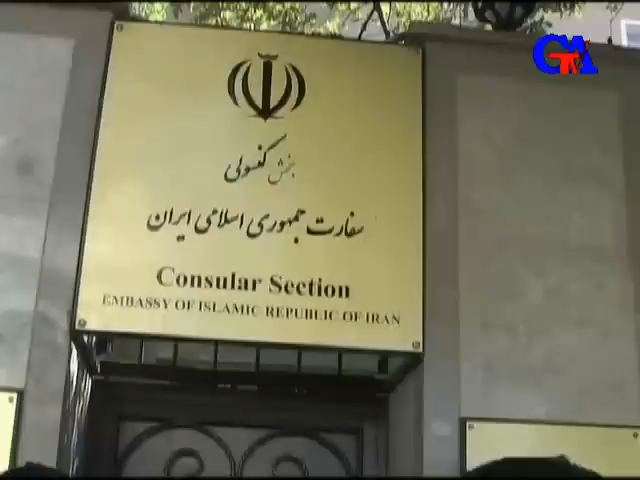 بخش کنسولی
سفارت جمهوری اسلامی ایران
Consular Section
EMBASSY OF ISLAMIC REPUBLIC OF IRAN